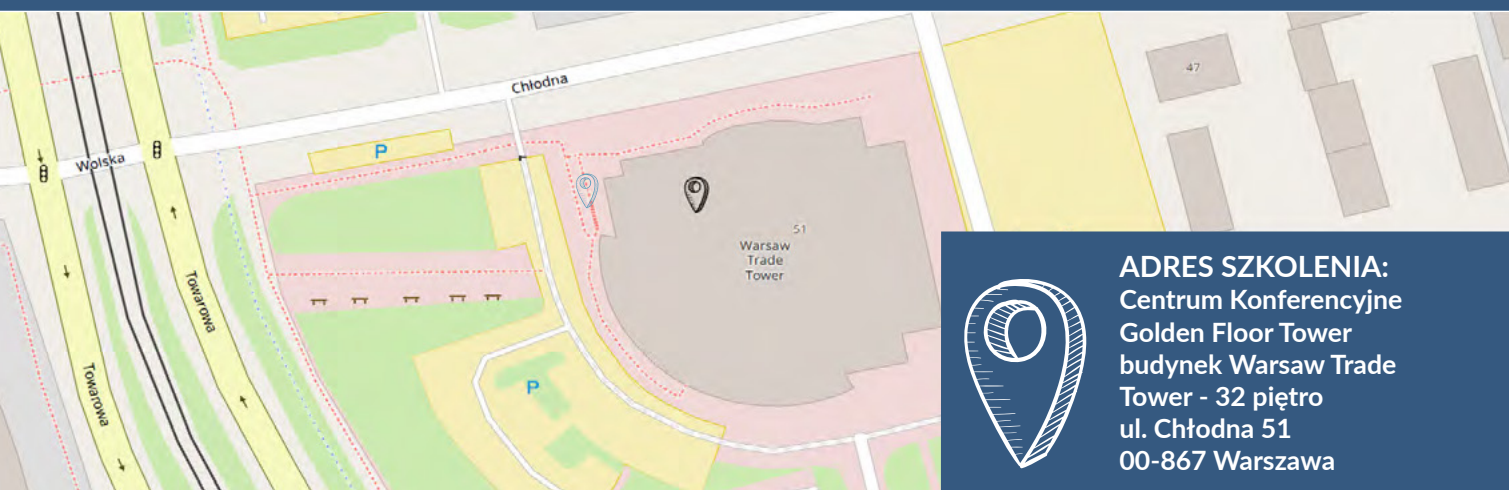 Chłodna
Wolska
P
47
51
Warsaw
Trade
Tower
Towarowa
Towarowa
P
ADRES SZKOLENIA:
Centrum Konferencyjne
Golden Floor Tower
budynek Warsaw Trade
Tower - 32 piętro
ul. Chłodna 51
00-867 Warszawa